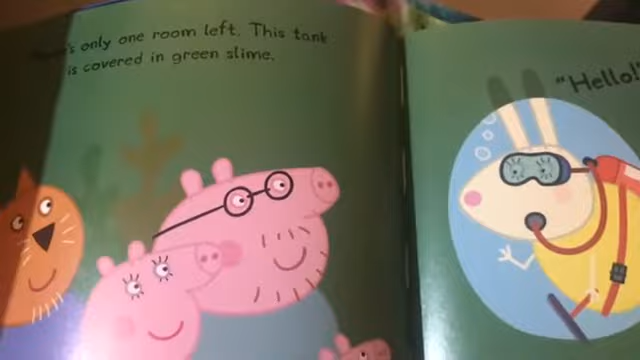 's only one room left. This tank
is covered in green slime.
"Hello!"